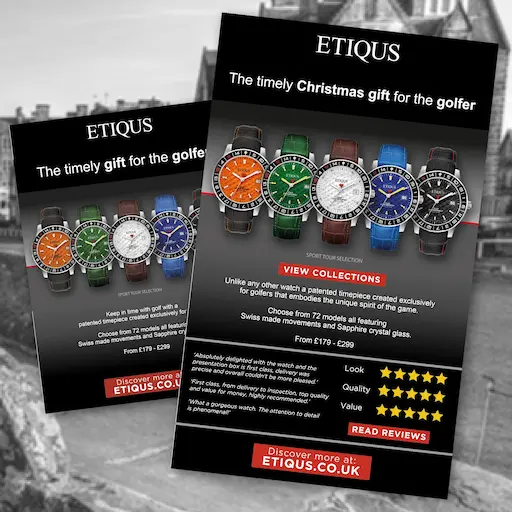 ETIQUS
The timely gift for the golfer
SPORT TOUR SELECTION
Keep in time with golf with a
patented timepiece created exclusively for
Choose from 72 models all featuring
Swiss made movements and Sapphire
From £179 - £299
Discover more at:
ETIQUS.CO.UK
ETIQUS
The timely Christmas gift for the golfer
ETIQUS
SPORT TOUR SELECTION
VIEW COLLECTIONS
Unlike any other watch a patented timepiece created exclusively
for golfers that embodies the unique spirit of the game.
Choose from 72 models all featuring
Swiss made movements and Sapphire crystal glass.
From £179 - £299
'Absolutely delighted with the watch and the
presentation box is first class, delivery was
precise and overall couldn't be more pleased.'
'First class, from delivery to inspection, top quality
and value for money, highly recommended.'
'What a gorgeous watch. The attention to detail
is phenomenal!'
Look
Quality
Value
READ REVIEWS
Discover more at:
ETIQUS.CO.UK